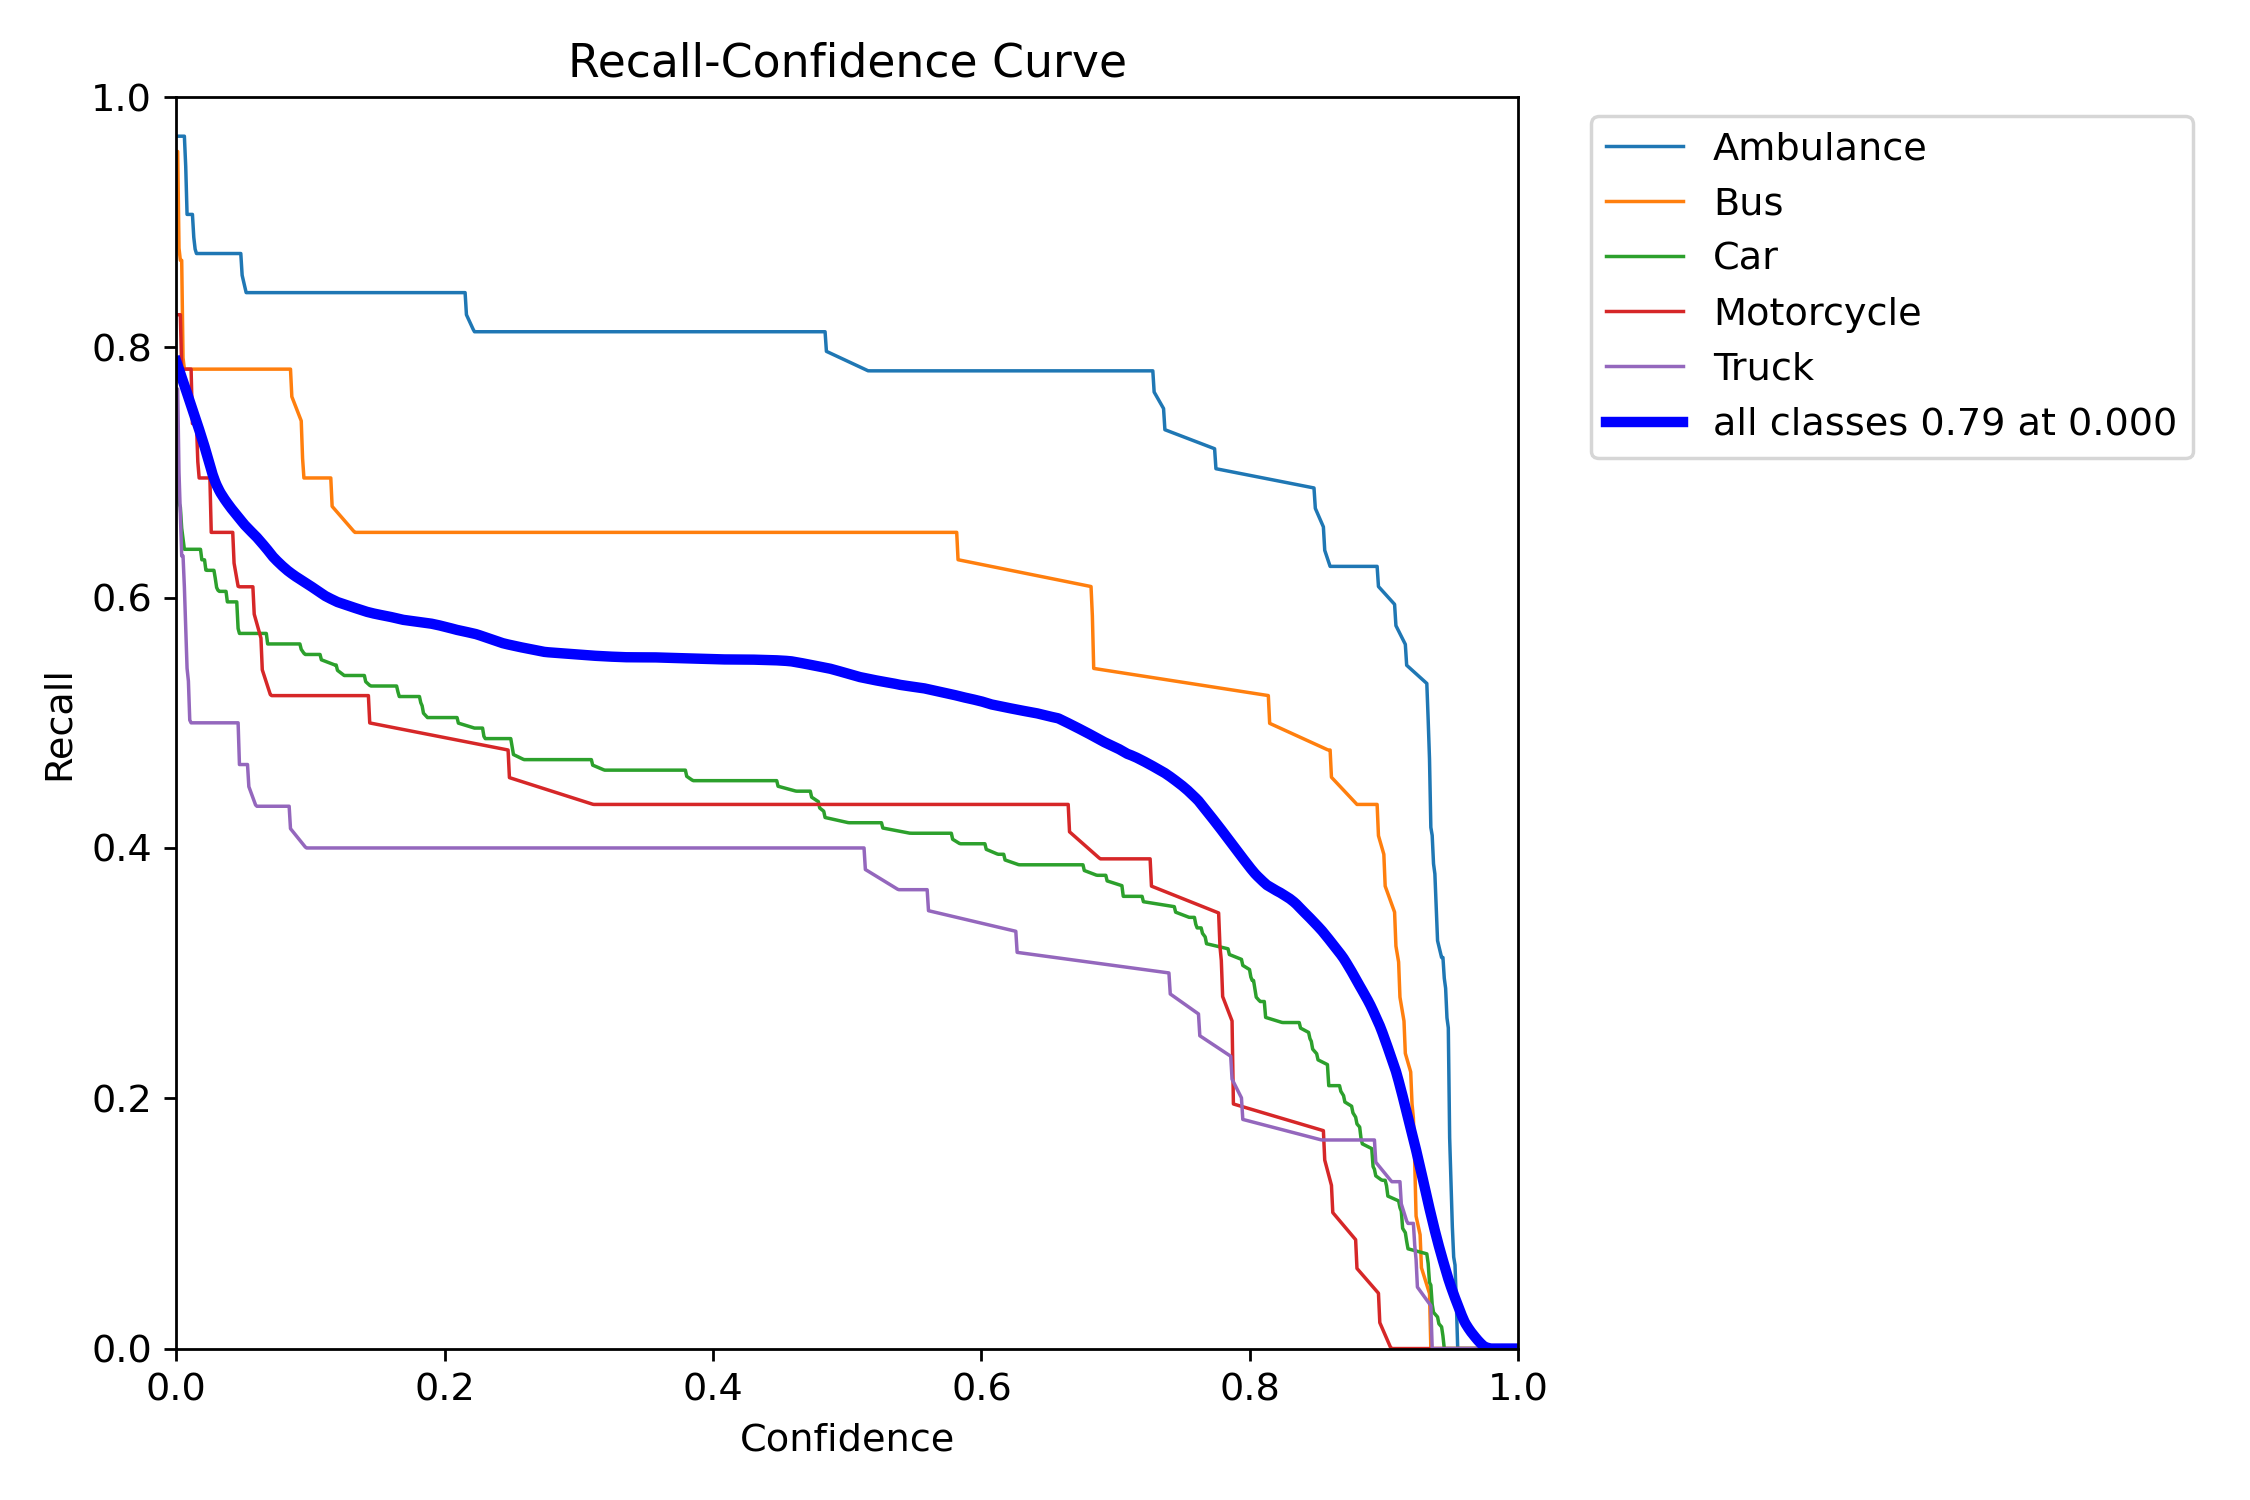 Recall-Confidence Curve
1.0
0.8
0.6
0.4
0.2
0.0
Recall
0.0 0.2 0.4 0.6 0.8 1.0
Confidence
Ambulance
Bus
Car
Motorcycle
Truck
all classes 0.79 at 0.000